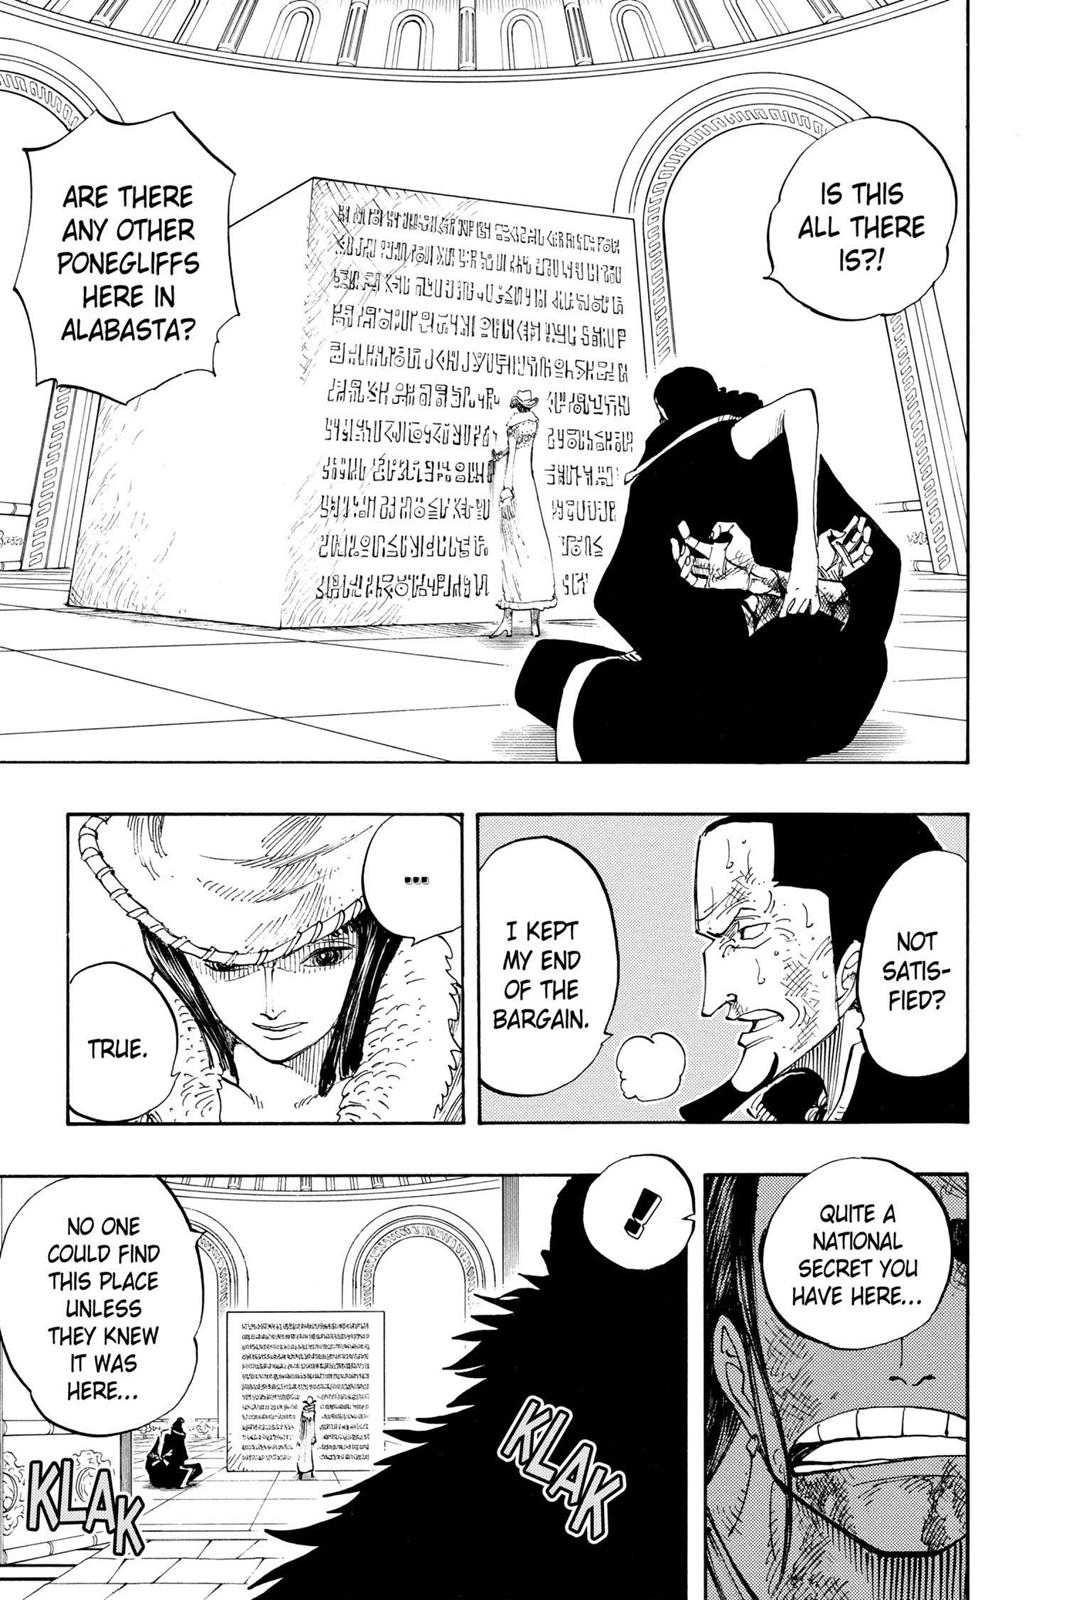 IS THIS
ALL THERE
IS?!
ARE THERE
ANY OTHER
PONEGLIFFS
HERE IN
ALABASTA?
NOT
SATIS-
FIED?
I KEPT
MY END
OF THE
BARGAIN.
...
TRUE.
QUITE A
NATIONAL
SECRET YOU
HAVE HERE...
!
KLAK
NO ONE
COULD FIND
THIS PLACE
UNLESS
THEY KNEW
IT WAS
HERE...
KLAK